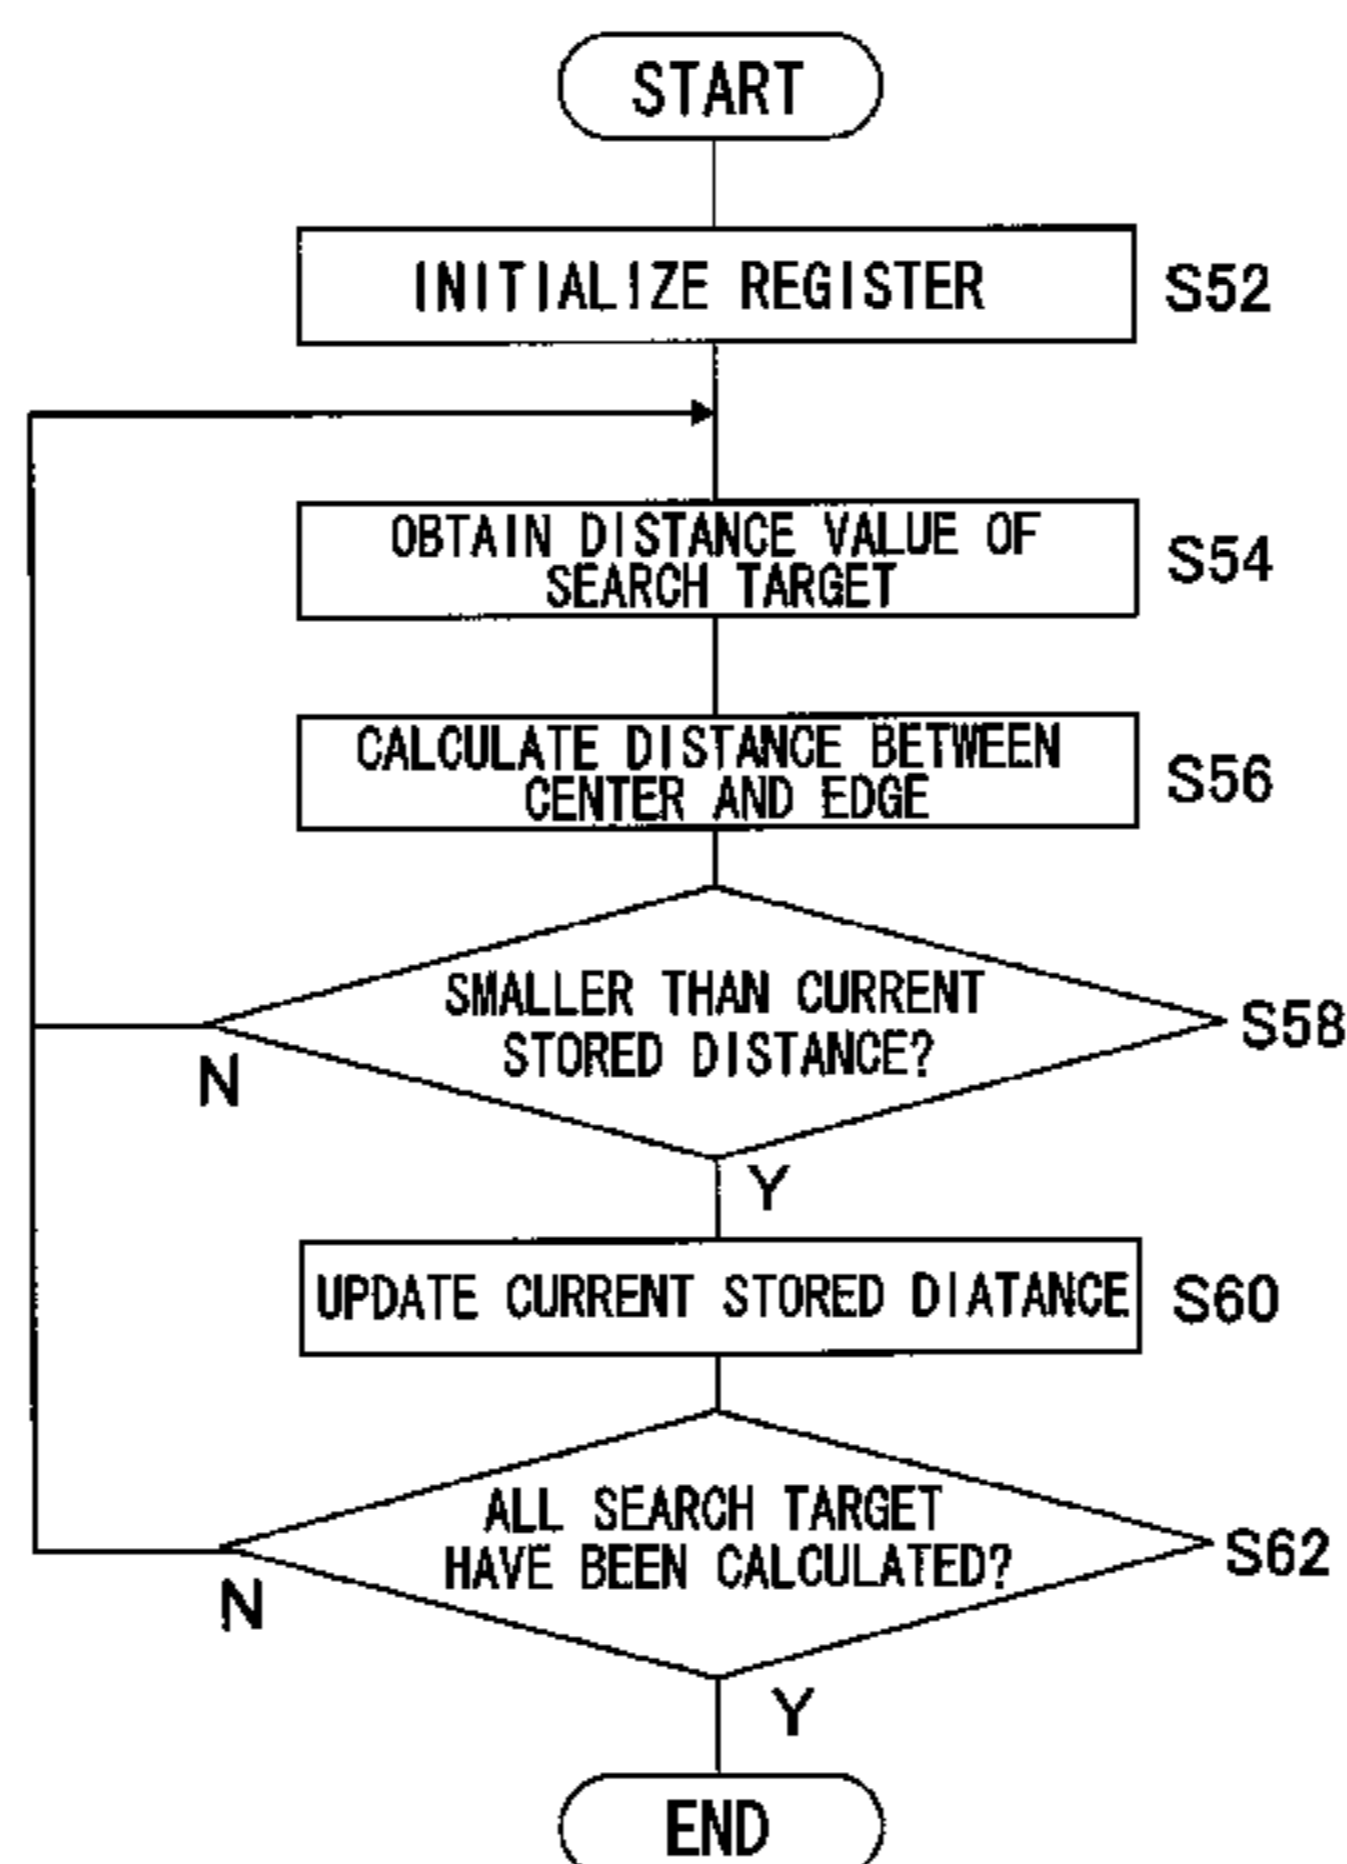 START
INITIALIZE REGISTER
S52
OBTAIN DISTANCE VALUE OF
SEARCH TARGET
S54
CALCULATE DISTANCE BETWEEN
CENTER AND EDGE
S56
SMALLER THAN CURRENT
STORED DISTANCE?
S58
N
Y
UPDATE CURRENT STORED DIATANCE
S60
ALL SEARCH TARGET
HAVE BEEN CALCULATED?
S62
N
Y
END